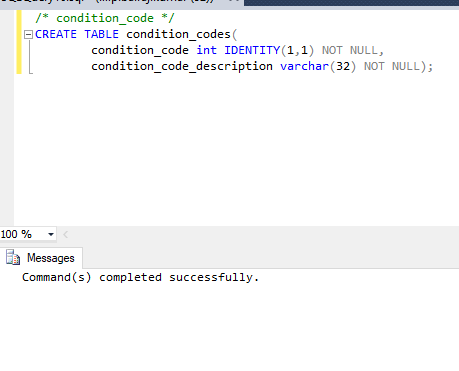 /* condition_code */
CREATE TABLE condition_codes(
condition_code int IDENTITY(1,1) NOT NULL,
condition_code_description varchar(32) NOT NULL);
100 %
Messages
Command(s) completed successfully.